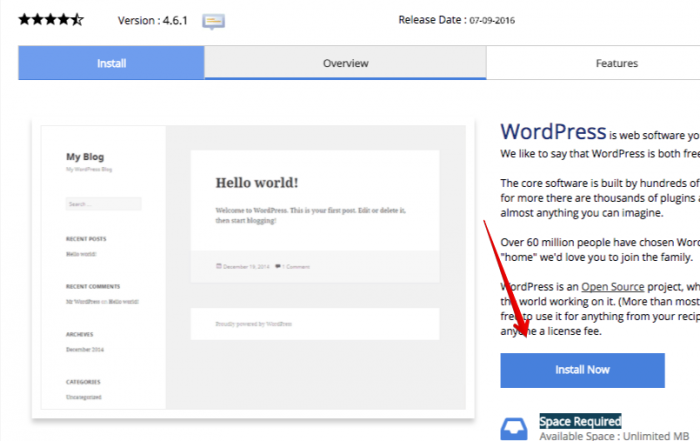 Version : 4.6.1
Release Date : 07-09-2016
Install
Overview
Features
My Blog
My WordPress Blog
Search ...
RECENT POSTS
Hello world!
RECENT COMMENTS
Mr WordPress on Hello world!
ARCHIVES
December 2014
CATEGORIES
Uncategorized
Hello world!
Welcome to WordPress. This is your first post. Edit or delete it,
then start blogging!
December 19, 2014
1 Comment
Proudly powered by WordPress
WordPress is web software you
We like to say that WordPress is both free
The core software is built by hundreds of
for more there are thousands of plugins a
almost anything you can imagine.
Over 60 million people have chosen Word
"home" we'd love you to join the family.
WordPress is an Open Source project, wh
the world working on it. (More than most
free to use it for anything from your recip
anyone a license fee.
Install Now
Space Required
Available Space : Unlimited MB